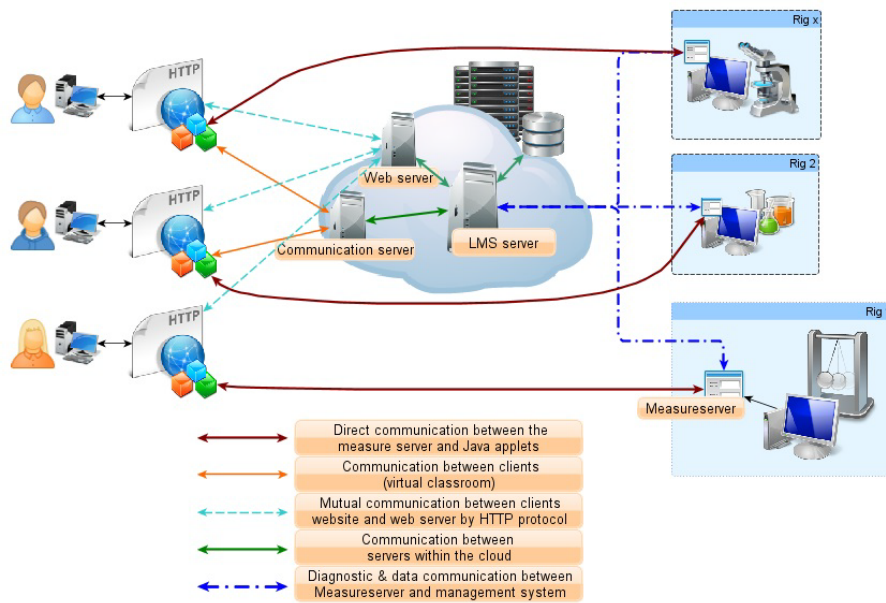 Rig x
HTTP
Web server
Rig 2
HTTP
Communication server
LMS server
HTTP
Rig
Measureserver
Direct communication between the
measure server and Java applets
Communication between clients
(virtual classroom)
Mutual communication between clients
website and web server by HTTP protocol
Communication between
servers within the cloud
Diagnostic & data communication between
Measureserver and management system